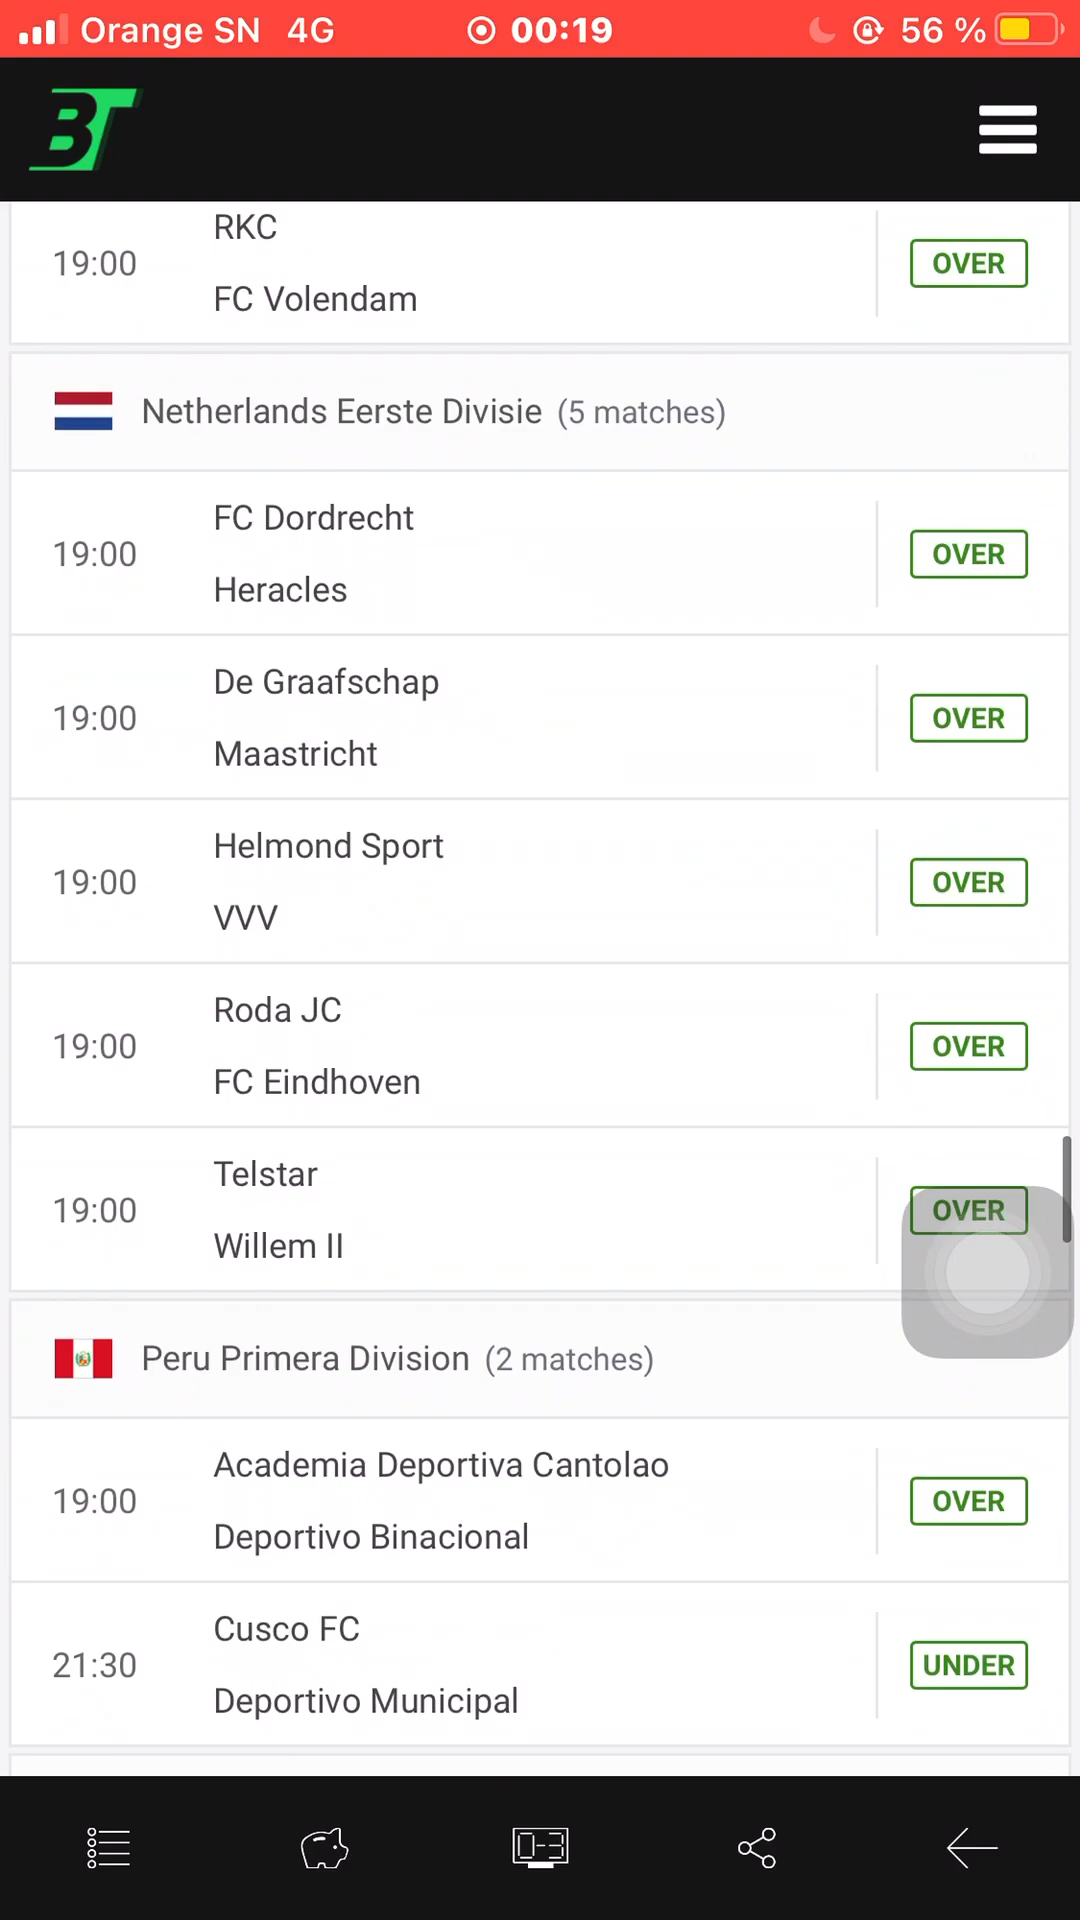 Orange SN 4G 00:19 56 %
BT
19:00 RKC OVER
FC Volendam
Netherlands Eerste Divisie (5 matches)
FC Dordrecht
19:00 OVER
Heracles
De Graafschap
19:00 OVER
Maastricht
Helmond Sport
19:00 OVER
VVV
Roda JC
19:00 OVER
FC Eindhoven
Telstar
19:00 OVER
Willem II
Peru Primera Division (2 matches)
Academia Deportiva Cantolao
19:00 OVER
Deportivo Binacional
Cusco FC
21:30 UNDER
Deportivo Municipal
0-3